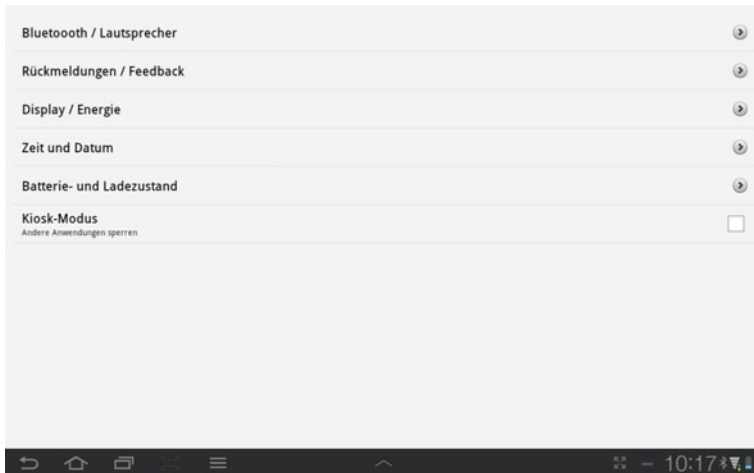 Bluetoooth / Lautsprecher
Rückmeldungen / Feedback
Display / Energie
Zeit und Datum
Batterie- und Ladezustand
Kiosk-Modus
Andere Anwendungen sperren
10:17